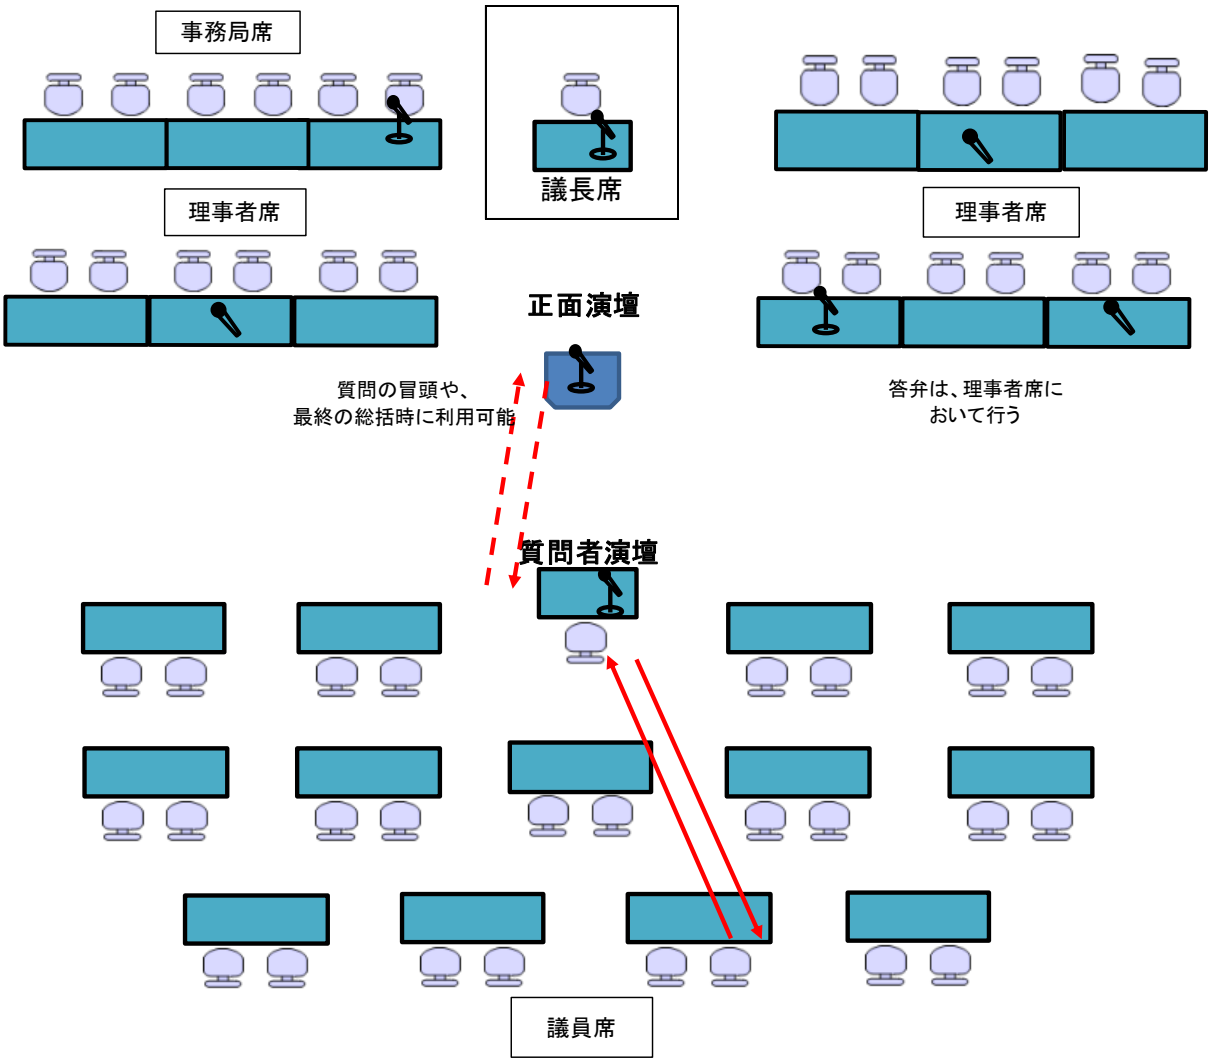 事務局席
議長席
理事者席
理事者席
正面演壇
質問の冒頭や、
最終の総括時に利用可能
答弁は、理事者席に
おいて行う
質問者演壇
議員席